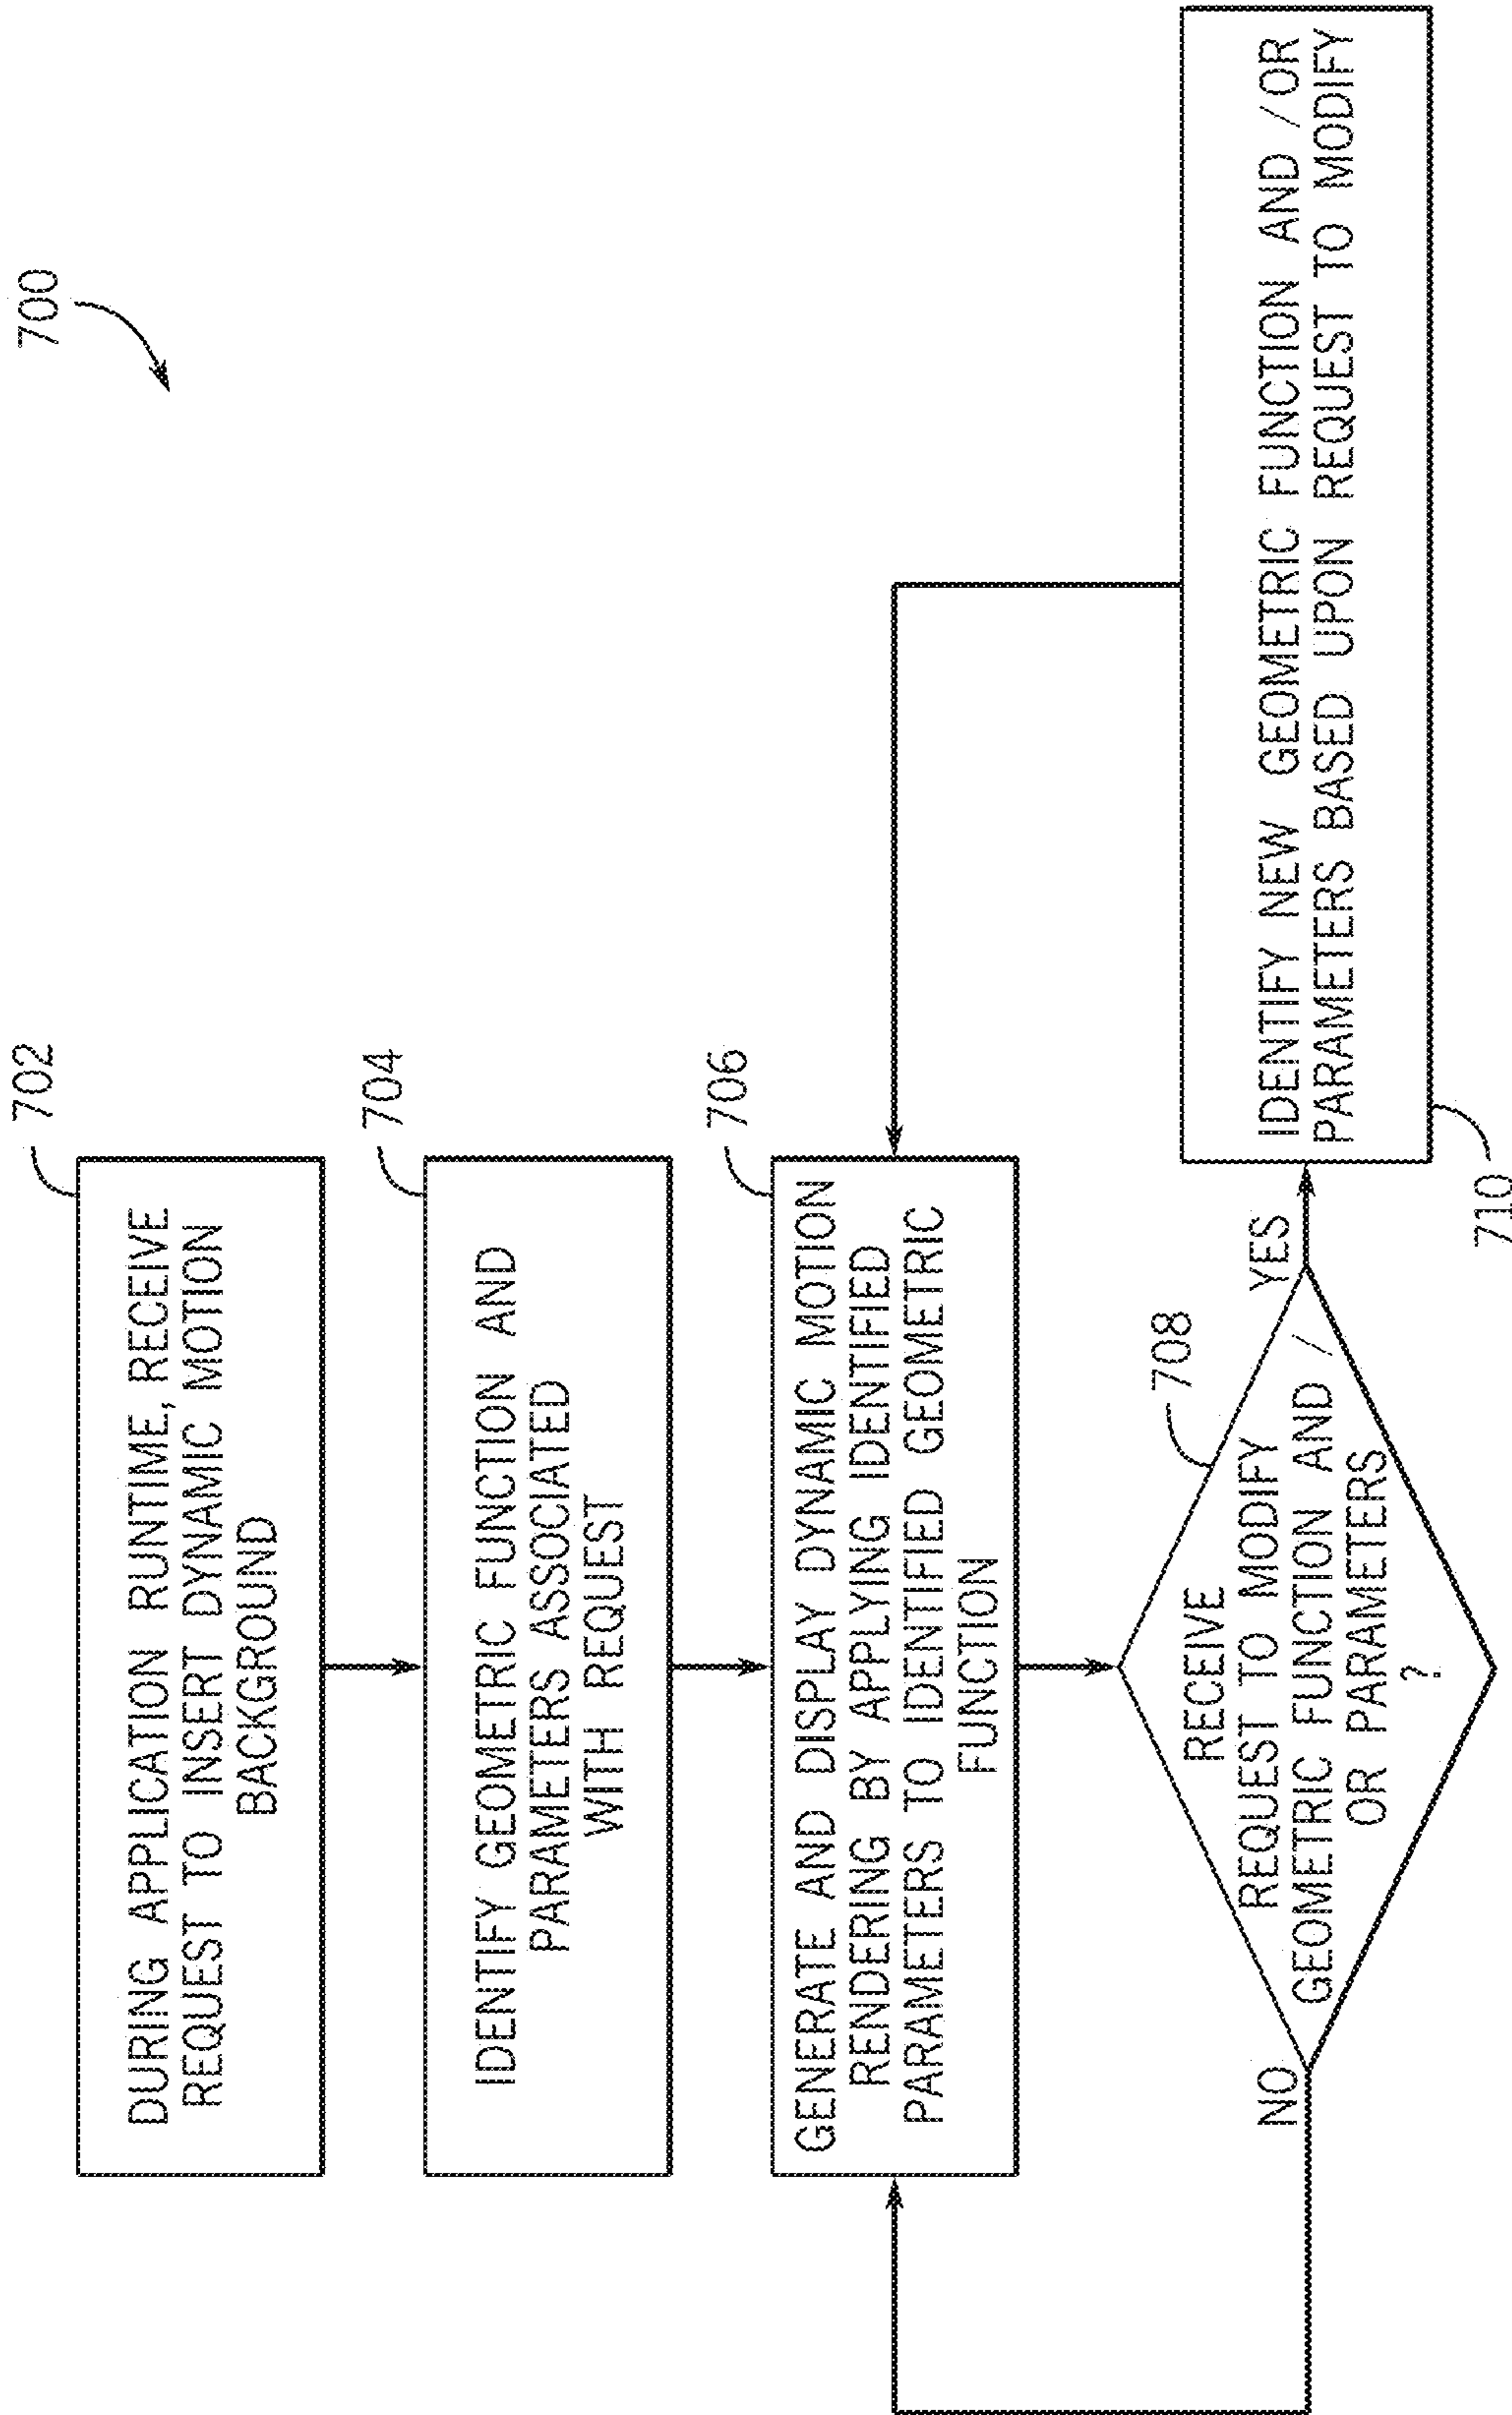 700
702
DURING APPLICATION RUNTIME, RECEIVE
REQUEST TO INSERT DYNAMIC MOTION
BACKGROUND
704
IDENTIFY GEOMETRIC FUNCTION AND
PARAMETERS ASSOCIATED
WITH REQUEST
706
GENERATE AND DISPLAY DYNAMIC MOTION
RENDERING BY APPLYING IDENTIFIED
PARAMETERS TO IDENTIFIED GEOMETRIC
FUNCTION
708
RECEIVE
REQUEST TO MODIFY
GEOMETRIC FUNCTION AND /
OR PARAMETERS
?
NO
YES
IDENTIFY NEW GEOMETRIC FUNCTION AND /OR
PARAMETERS BASED UPON REQUEST TO MODIFY
710